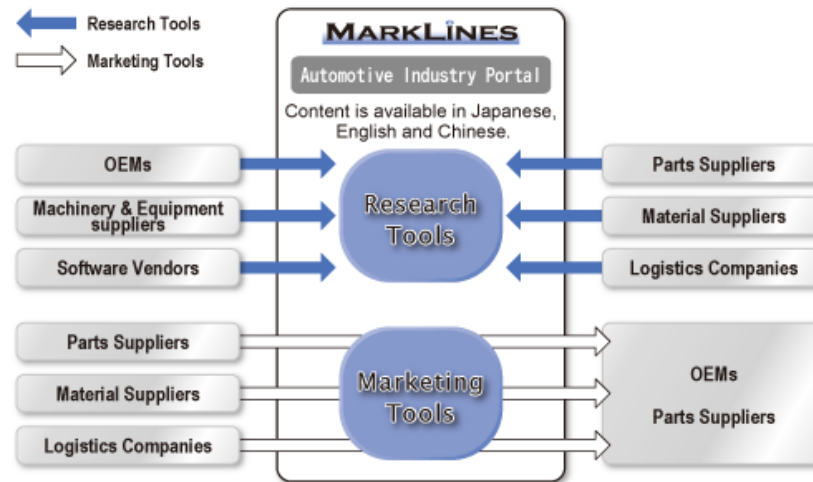 Research Tools
Marketing Tools
MARKLINES
Automotive Industry Portal
Content is available in Japanese,
English and Chinese.
OEMs
Machinery & Equipment
suppliers
Software Vendors
Research
Tools
Parts Suppliers
Material Suppliers
Logistics Companies
Parts Suppliers
Material Suppliers
Logistics Companies
Marketing
Tools
OEMs
Parts Suppliers